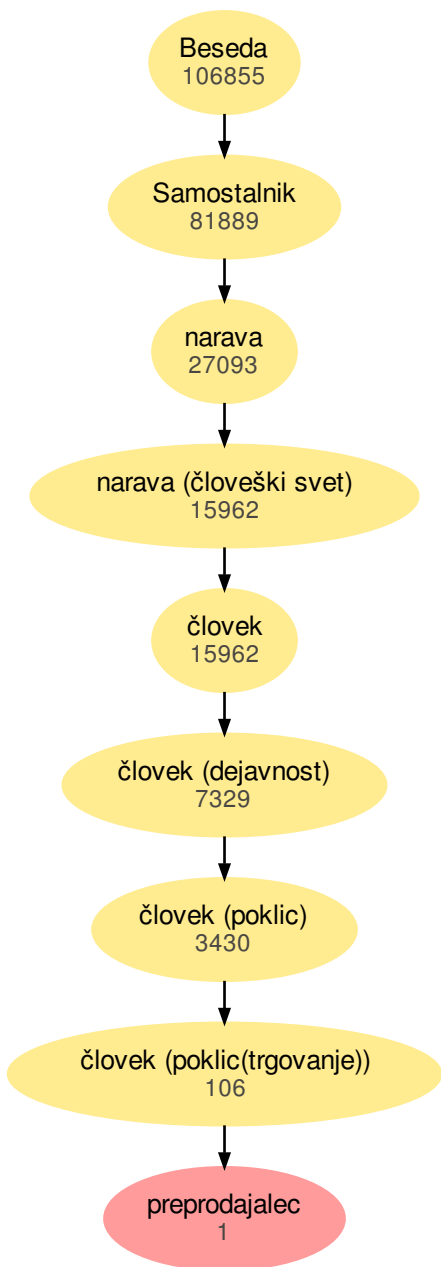 Beseda
106855
Samostalnik
81889
narava
27093
narava (človeški svet)
15962
človek
15962
človek (dejavnost)
7329
človek (poklic)
3430
človek (poklic(trgovanje))
106
preprodajalec
1